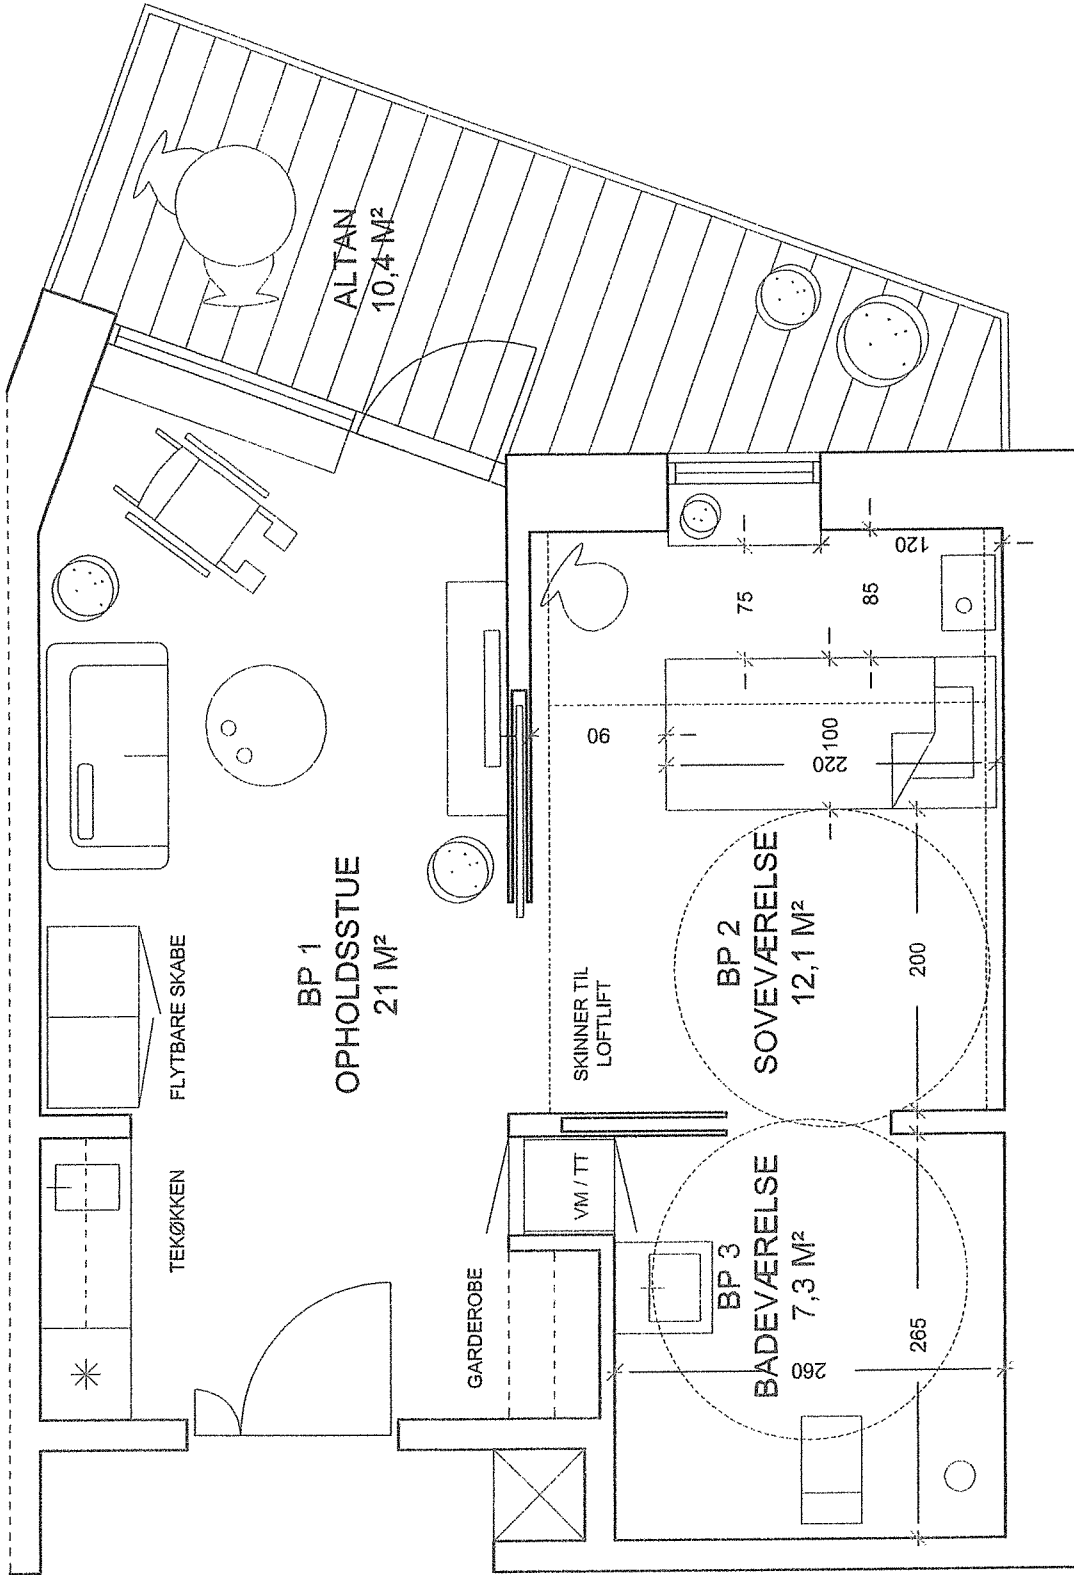 TEKØKKEN
FLYTBARE SKABE
GARDEROBE
BP 1
OPHOLDSSTUE
21 M²
ALTAN
10,4 M²
VM / TT
SKINNER TIL
LOFTLIFT
BP 3
BADEVÆRELSE
7,3 M²
260
265
BP 2
SOVEVÆRELSE
12,1 M²
200
90
100
220
75
85
120